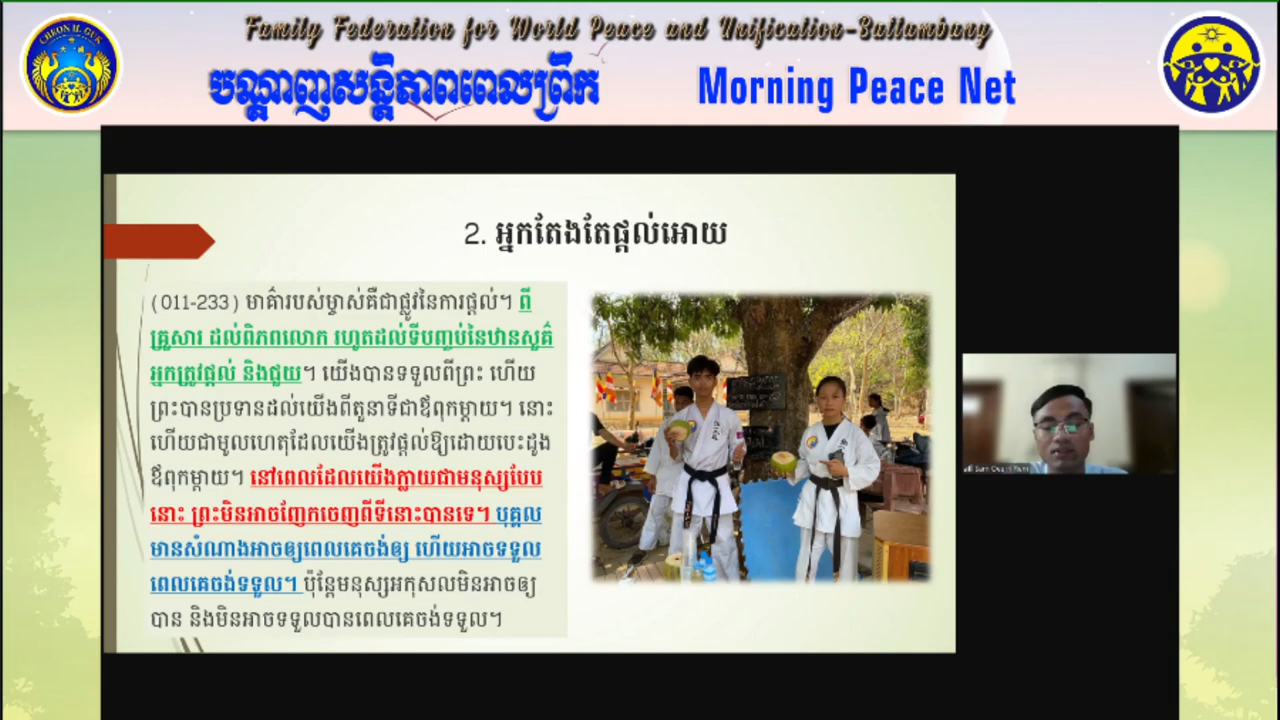 Family Federation for World Peace and Unification-Battambang
បណ្តាញសន្តិភាពពេលព្រឹក Morning Peace Net
CHEON IL GUK
2. អ្នកតែងតែផ្តល់អោយ
(011-233) មាគ៌ារបស់ម្ចាស់គឺជាផ្លូវនៃការផ្តល់។ ពី
គ្រួសារ ដល់ពិភពលោក រហូតដល់ទីបញ្ចប់នៃឋានសួគ៌
អ្នកត្រូវផ្តល់ និងជួយ។ យើងបានទទួលពីព្រះ ហើយ
ព្រះបានប្រទានដល់យើងពីតួនាទីជាឪពុកម្តាយ។ នោះ
ហើយជាមូលហេតុដែលយើងត្រូវផ្តល់ឱ្យដោយបេះដូង
ឪពុកម្តាយ។ នៅពេលដែលយើងក្លាយជាមនុស្សបែប
នោះ ព្រះមិនអាចញែកចេញពីទីនោះបានទេ។ បុគ្គល
មានសំណាងអាចឲ្យពេលគេចង់ឲ្យ ហើយអាចទទួល
ពេលគេចង់ទទួល។ ប៉ុន្តែមនុស្សអកុសលមិនអាចឲ្យ
បាន និងមិនអាចទទួលបានពេលគេចង់ទទួល។